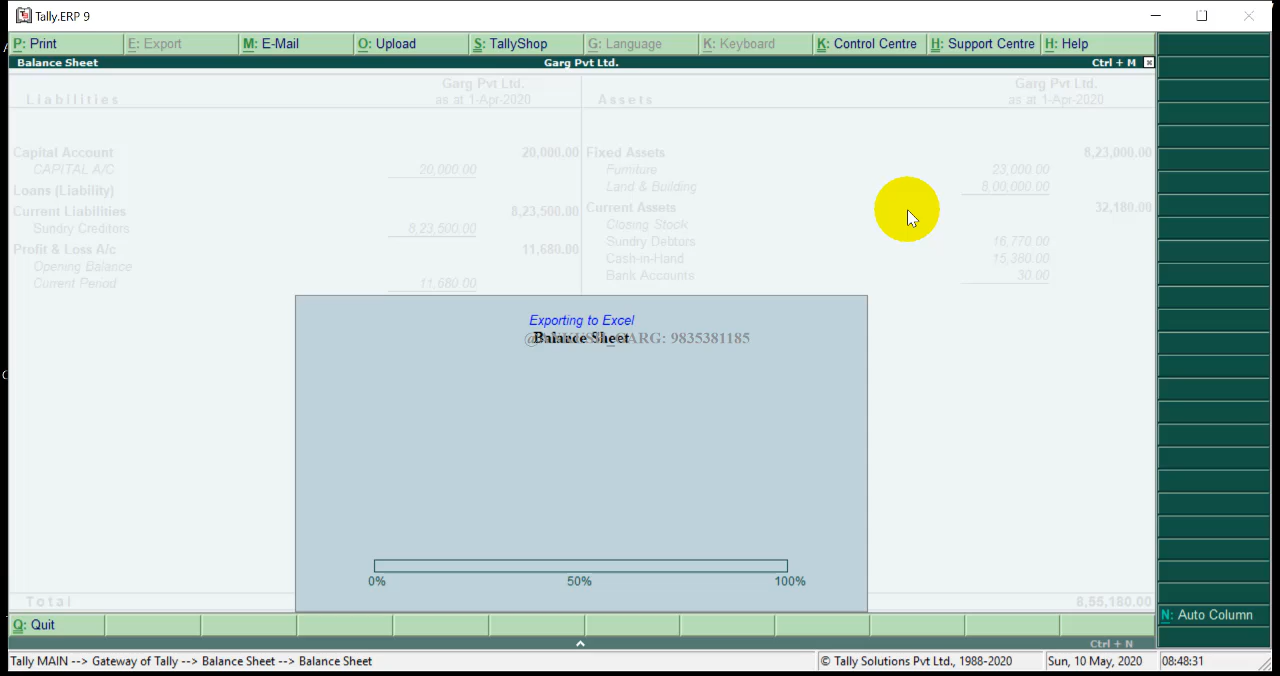 Tally.ERP 9
P: Print E: Export M: E-Mail O: Upload S: TallyShop G: Language K: Keyboard K: Control Centre H: Support Centre H: Help
Balance Sheet Garg Pvt Ltd. Ctrl + M
Garg Pvt Ltd. Garg Pvt Ltd.
Liabilities as at 1-Apr-2020 Assets as at 1-Apr-2020
Capital Account 20,000.00 Fixed Assets 8,23,000.00
CAPITAL A/C 20,000.00 Furniture 23,000.00
Loans (Liability) Land & Building 8,00,000.00
Current Liabilities 8,23,500.00 Current Assets 32,180.00
Sundry Creditors 8,23,500.00 Closing Stock
Profit & Loss A/c 11,680.00 Sundry Debtors 16,770.00
Opening Balance Cash-in-Hand 15,380.00
Current Period 11,680.00 Bank Accounts 30.00
Exporting to Excel
Balance Sheet
GARG: 9835381185
0% 50% 100%
Total 8,55,180.00
N: Auto Column
Q: Quit
Ctrl + N
Tally MAIN --> Gateway of Tally --> Balance Sheet --> Balance Sheet © Tally Solutions Pvt Ltd., 1988-2020 Sun, 10 May, 2020 08:48:31